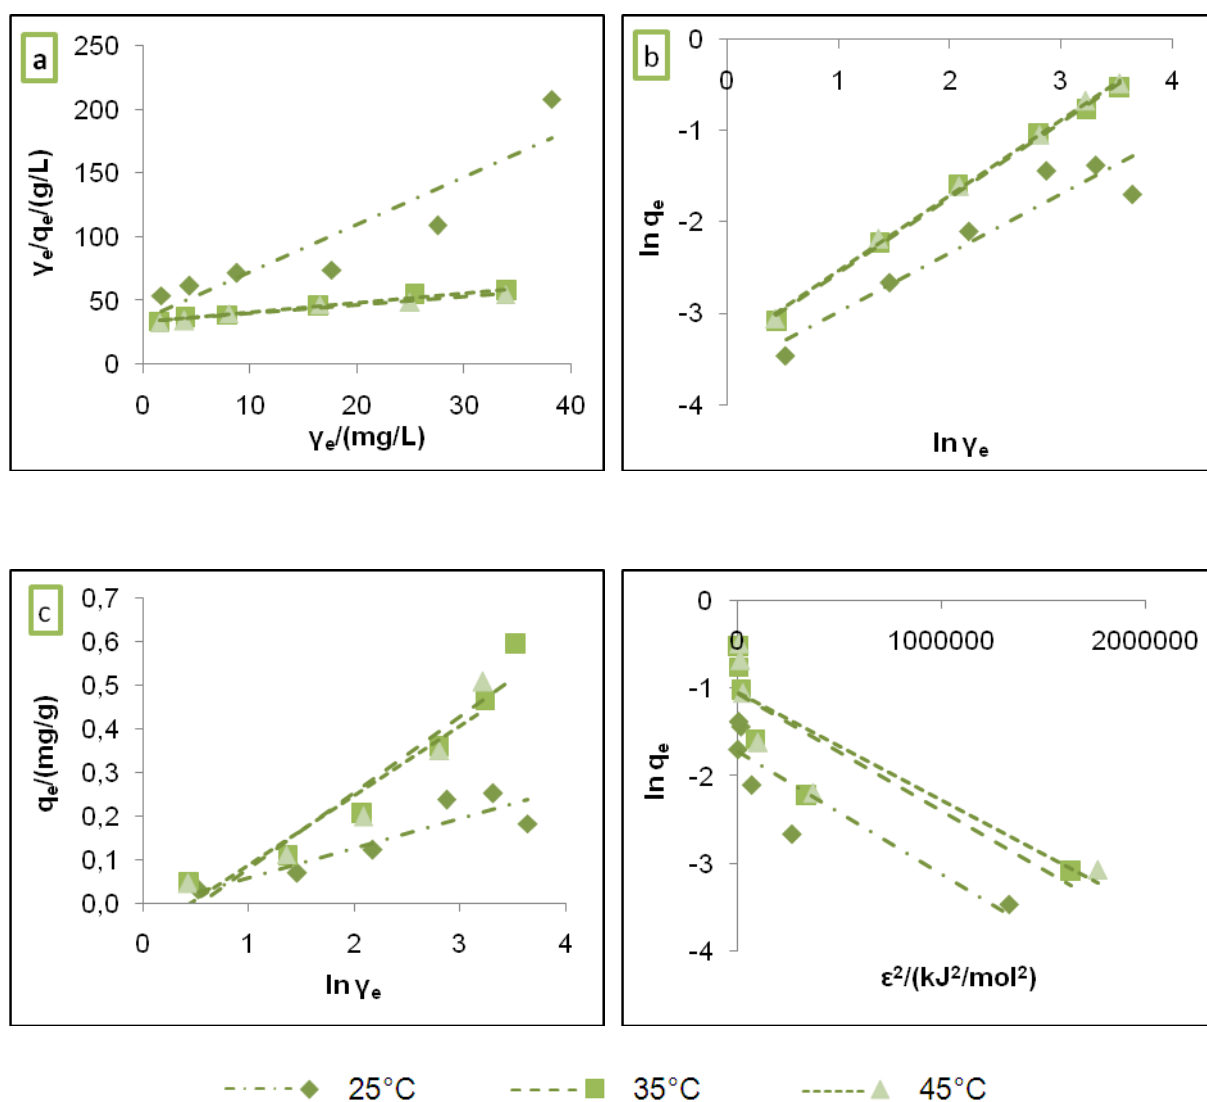 a
250
200
150
100
50
0
0 10 20 30 40
γe/qe/(g/L)
γe/(mg/L)
b
0
-1
-2
-3
-4
0 1 2 3 4
ln qe
ln γe
c
0,7
0,6
0,5
0,4
0,3
0,2
0,1
0,0
0 1 2 3 4
qe/(mg/g)
ln γe
0
-1
-2
-3
-4
0 1000000 2000000
ln qe
ε²/(kJ²/mol²)
25°C 35°C 45°C